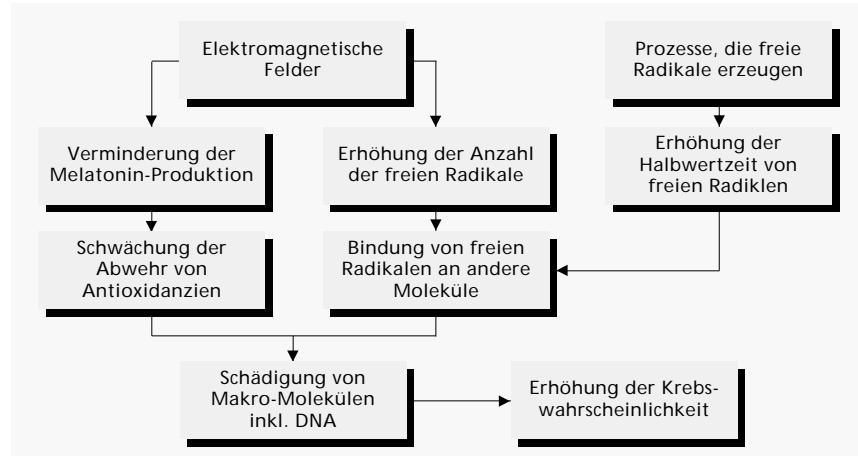 Elektromagnetische
Felder
Prozesse, die freie
Radikale erzeugen
Verminderung der
Melatonin-Produktion
Erhöhung der Anzahl
der freien Radikale
Erhöhung der
Halbwertzeit von
freien Radiklen
Schwächung der
Abwehr von
Antioxidanzien
Bindung von freien
Radikalen an andere
Moleküle
Schädigung von
Makro-Molekülen
inkl. DNA
Erhöhung der Krebs-
wahrscheinlichkeit